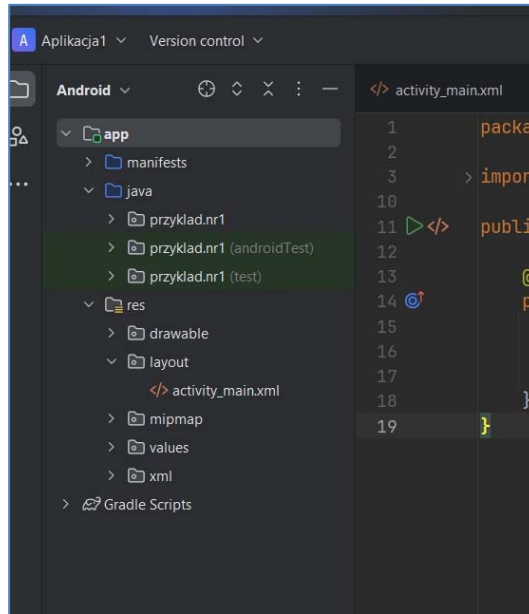 A Aplikacja1 Version control
Android
activity_main.xml
app
manifests
java
przyklad.nr1
przyklad.nr1 (androidTest)
przyklad.nr1 (test)
res
drawable
layout
activity_main.xml
mipmap
values
xml
Gradle Scripts
1 packa
2
3 impor
10
11 publi
12
13 @
14 p
15
16
17
18 }
19 }